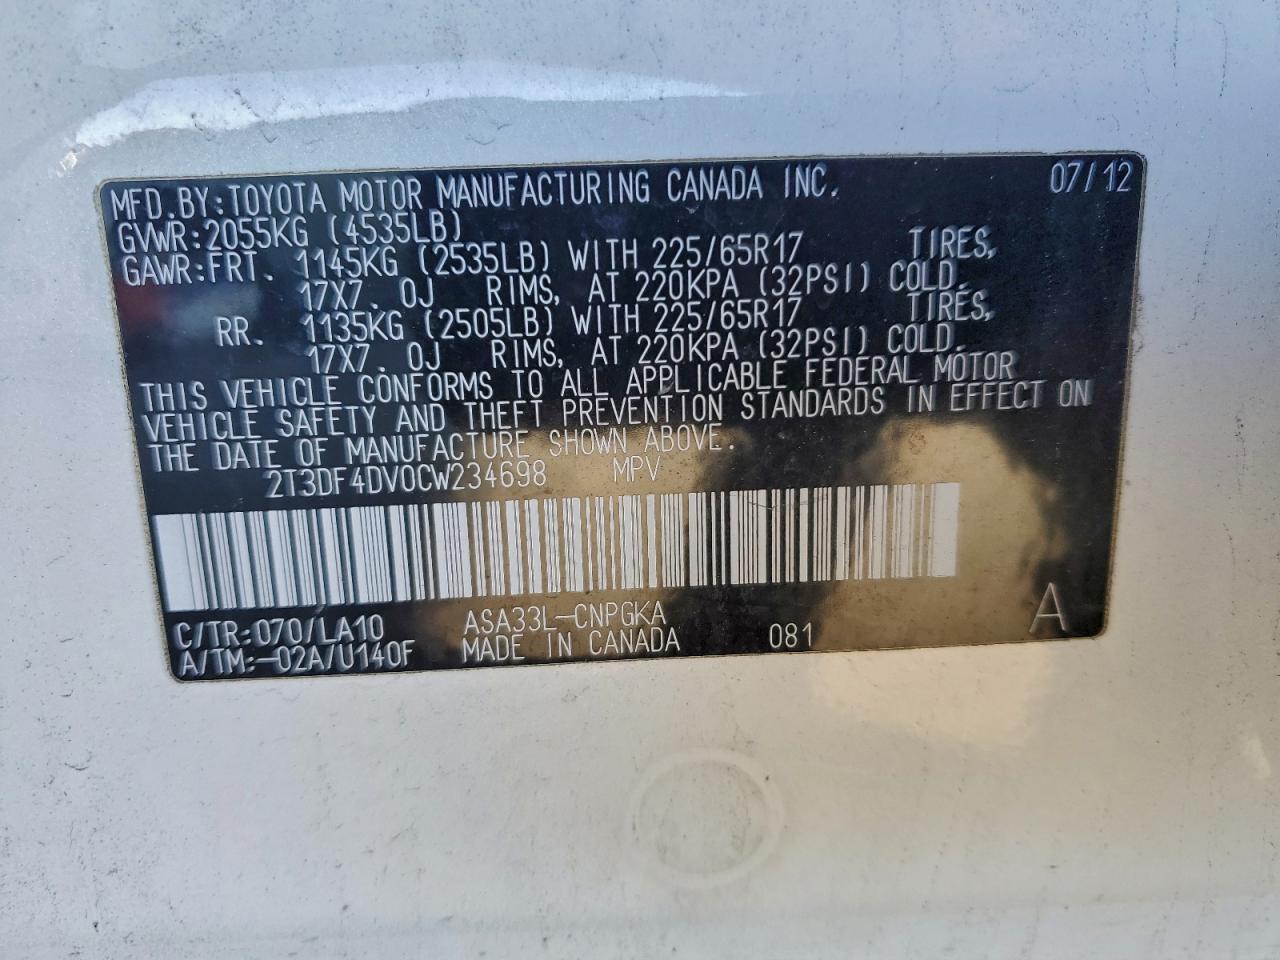 MFD.BY:TOYOTA MOTOR MANUFACTURING CANADA INC. 07/12
GVWR:2055KG (4535LB)
GAWR:FRT. 1145KG (2535LB) WITH 225/65R17 TIRES,
17X7.0J RIMS, AT 220KPA (32PSI) COLD.
RR. 1135KG (2505LB) WITH 225/65R17 TIRES,
17X7.0J RIMS, AT 220KPA (32PSI) COLD.
THIS VEHICLE CONFORMS TO ALL APPLICABLE FEDERAL MOTOR
VEHICLE SAFETY AND THEFT PREVENTION STANDARDS IN EFFECT ON
THE DATE OF MANUFACTURE SHOWN ABOVE.
2T3DF4DV0CW234698 MPV
C/TR:070/LA10 ASA33L-CNPGKA A
A/TM:-02A/U140F MADE IN CANADA 081